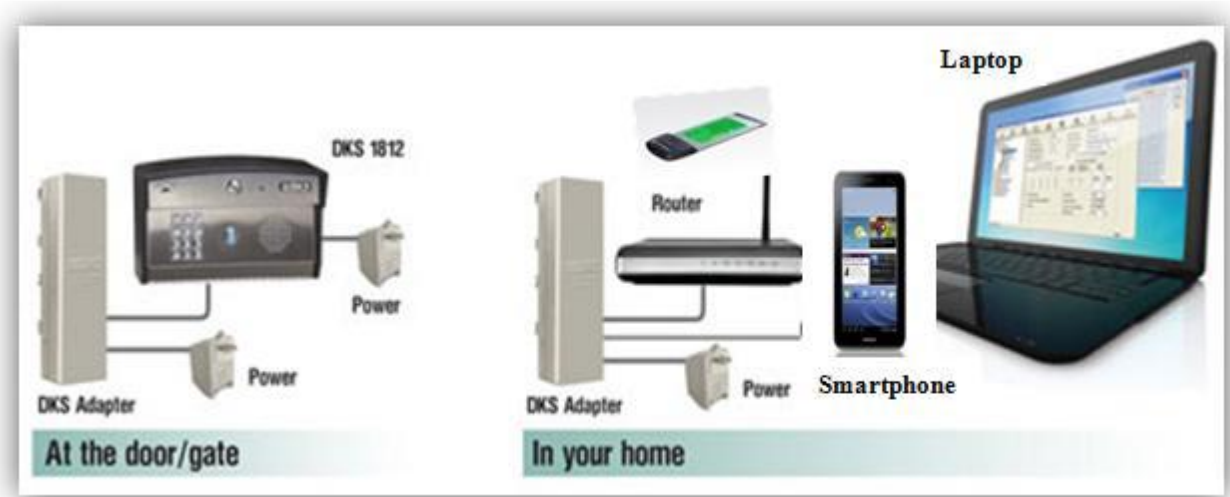 DKS 1812
Power
Power
DKS Adapter
At the door/gate
Laptop
Router
Power
Smartphone
DKS Adapter
In your home